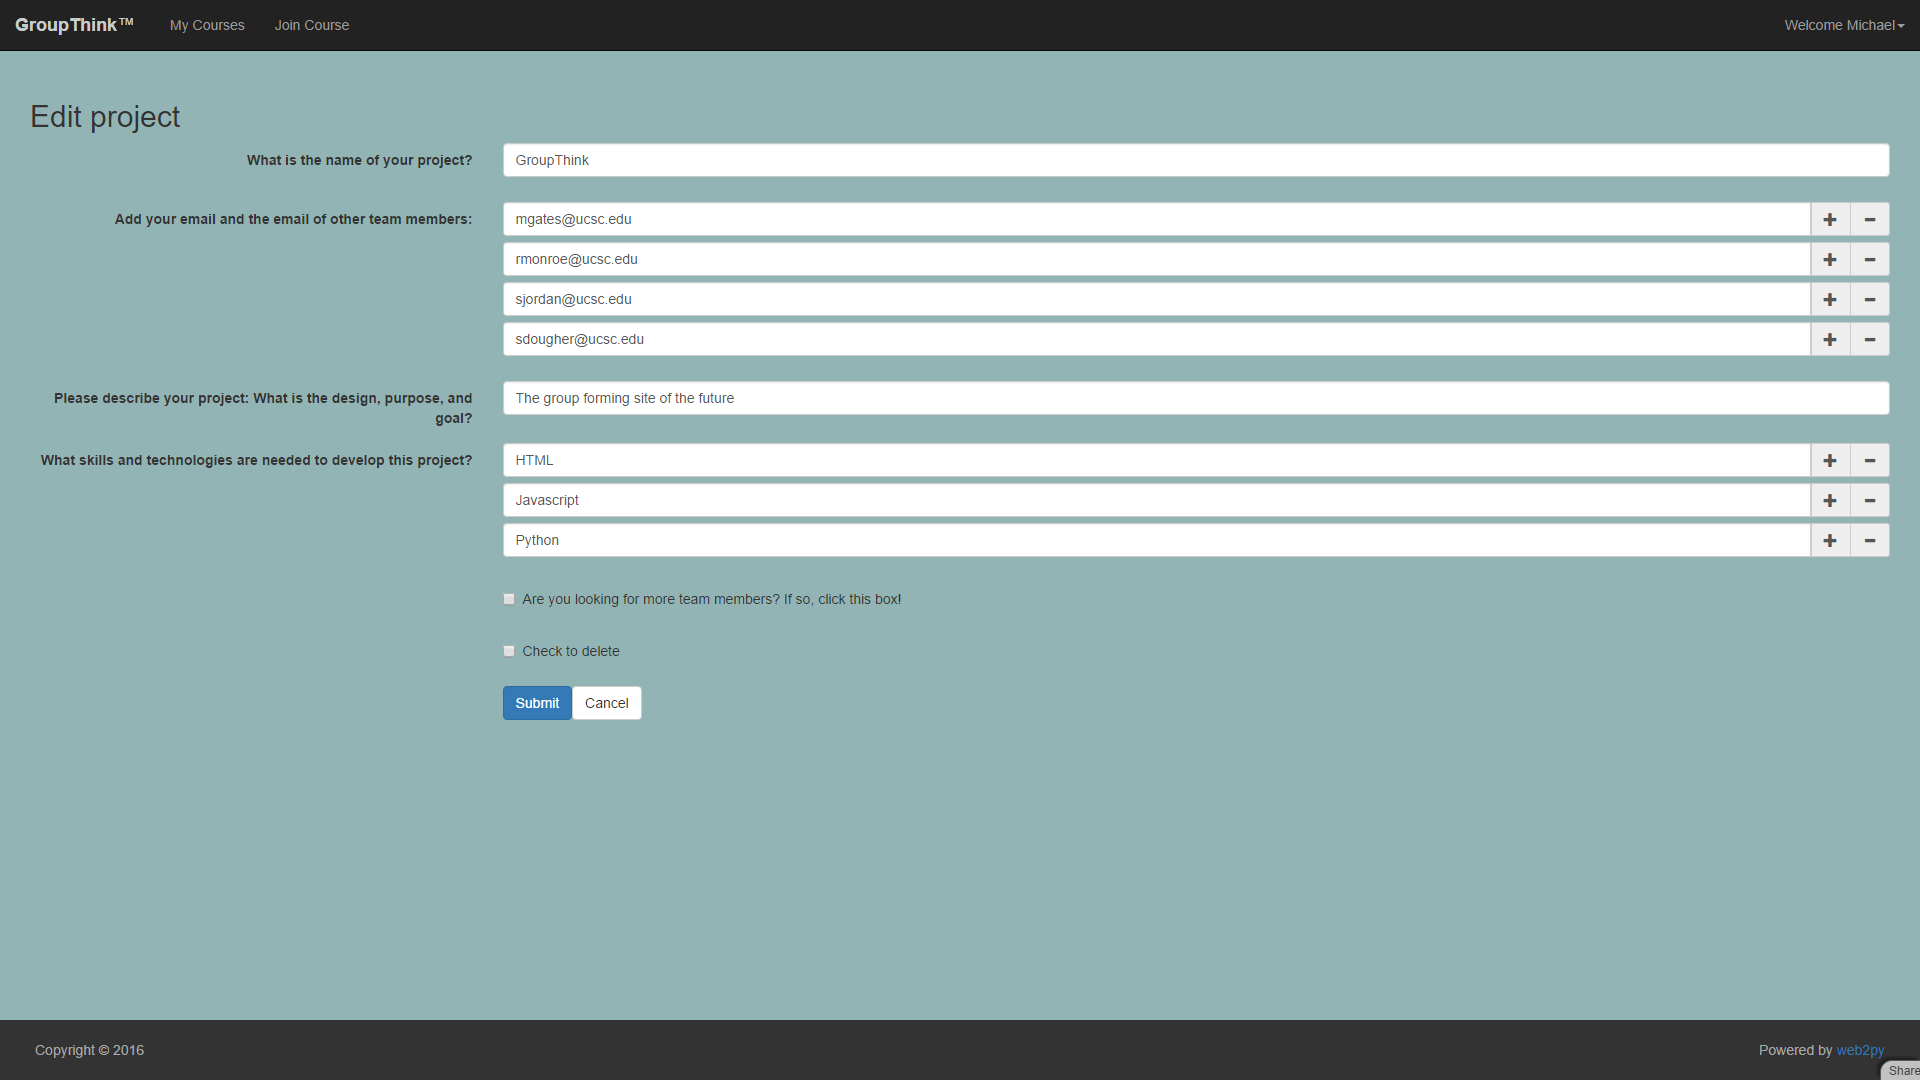 GroupThink™ My Courses Join Course Welcome Michael
Edit project
What is the name of your project? GroupThink
Add your email and the email of other team members: mgates@ucsc.edu
rmonroe@ucsc.edu
sjordan@ucsc.edu
sdougher@ucsc.edu
Please describe your project: What is the design, purpose, and The group forming site of the future
goal?
What skills and technologies are needed to develop this project? HTML
Javascript
Python
Are you looking for more team members? If so, click this box!
Check to delete
Submit Cancel
Copyright © 2016 Powered by web2py
Share